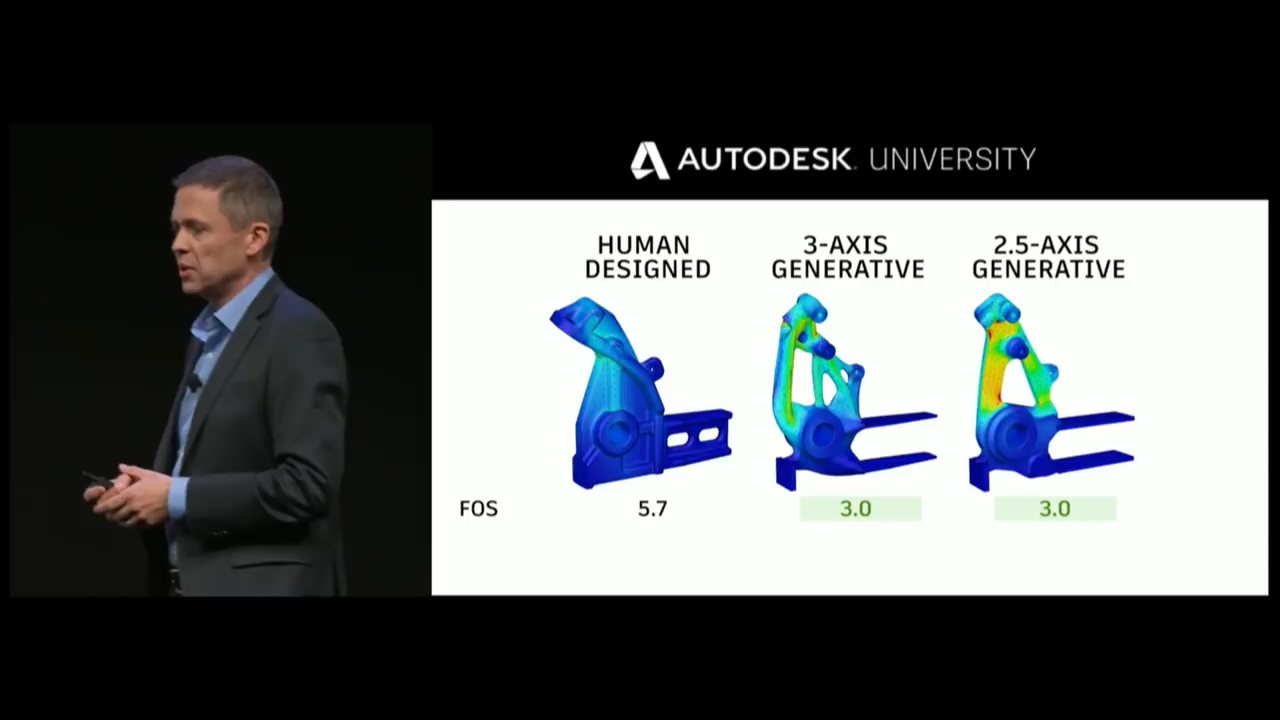 AUTODESK. UNIVERSITY
HUMAN DESIGNED
3-AXIS GENERATIVE
2.5-AXIS GENERATIVE
FOS 5.7 3.0 3.0